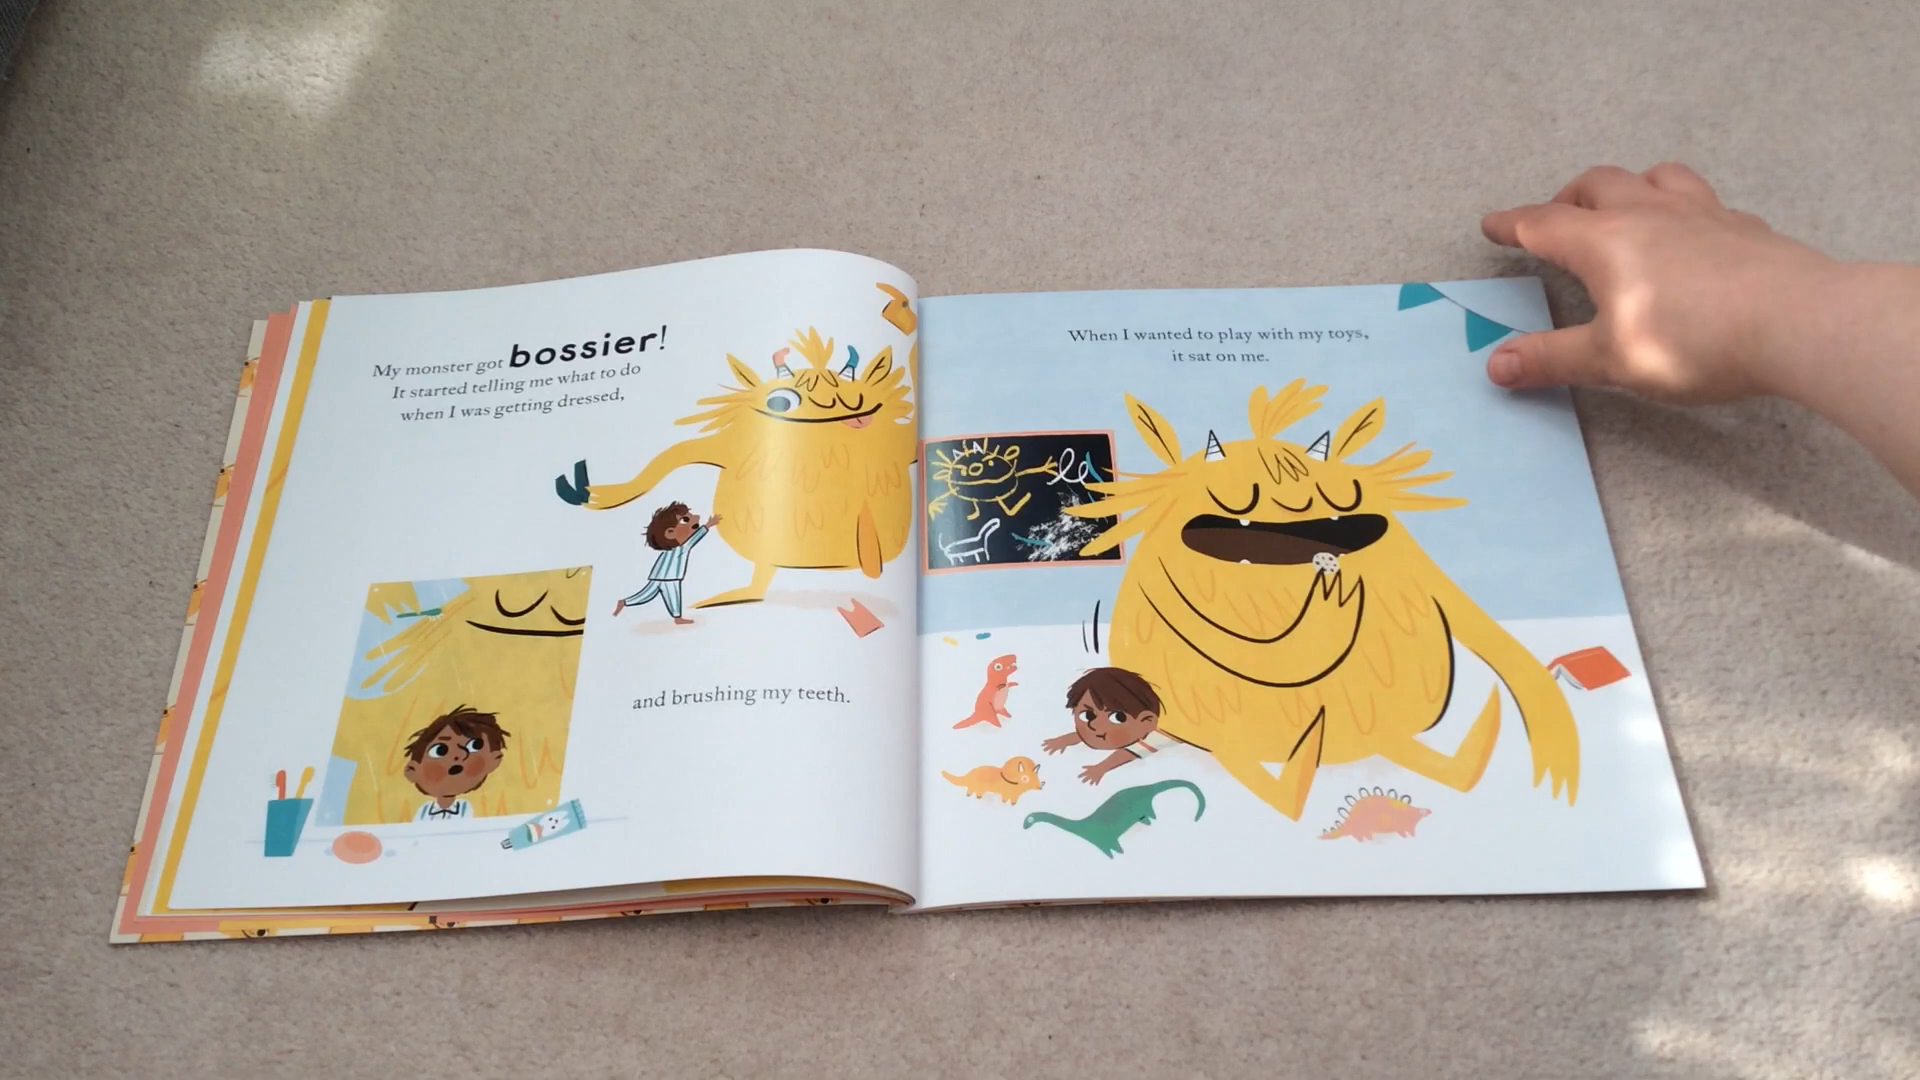 My monster got bossier!
It started telling me what to do
when I was getting dressed,
and brushing my teeth.
When I wanted to play with my toys,
it sat on me.